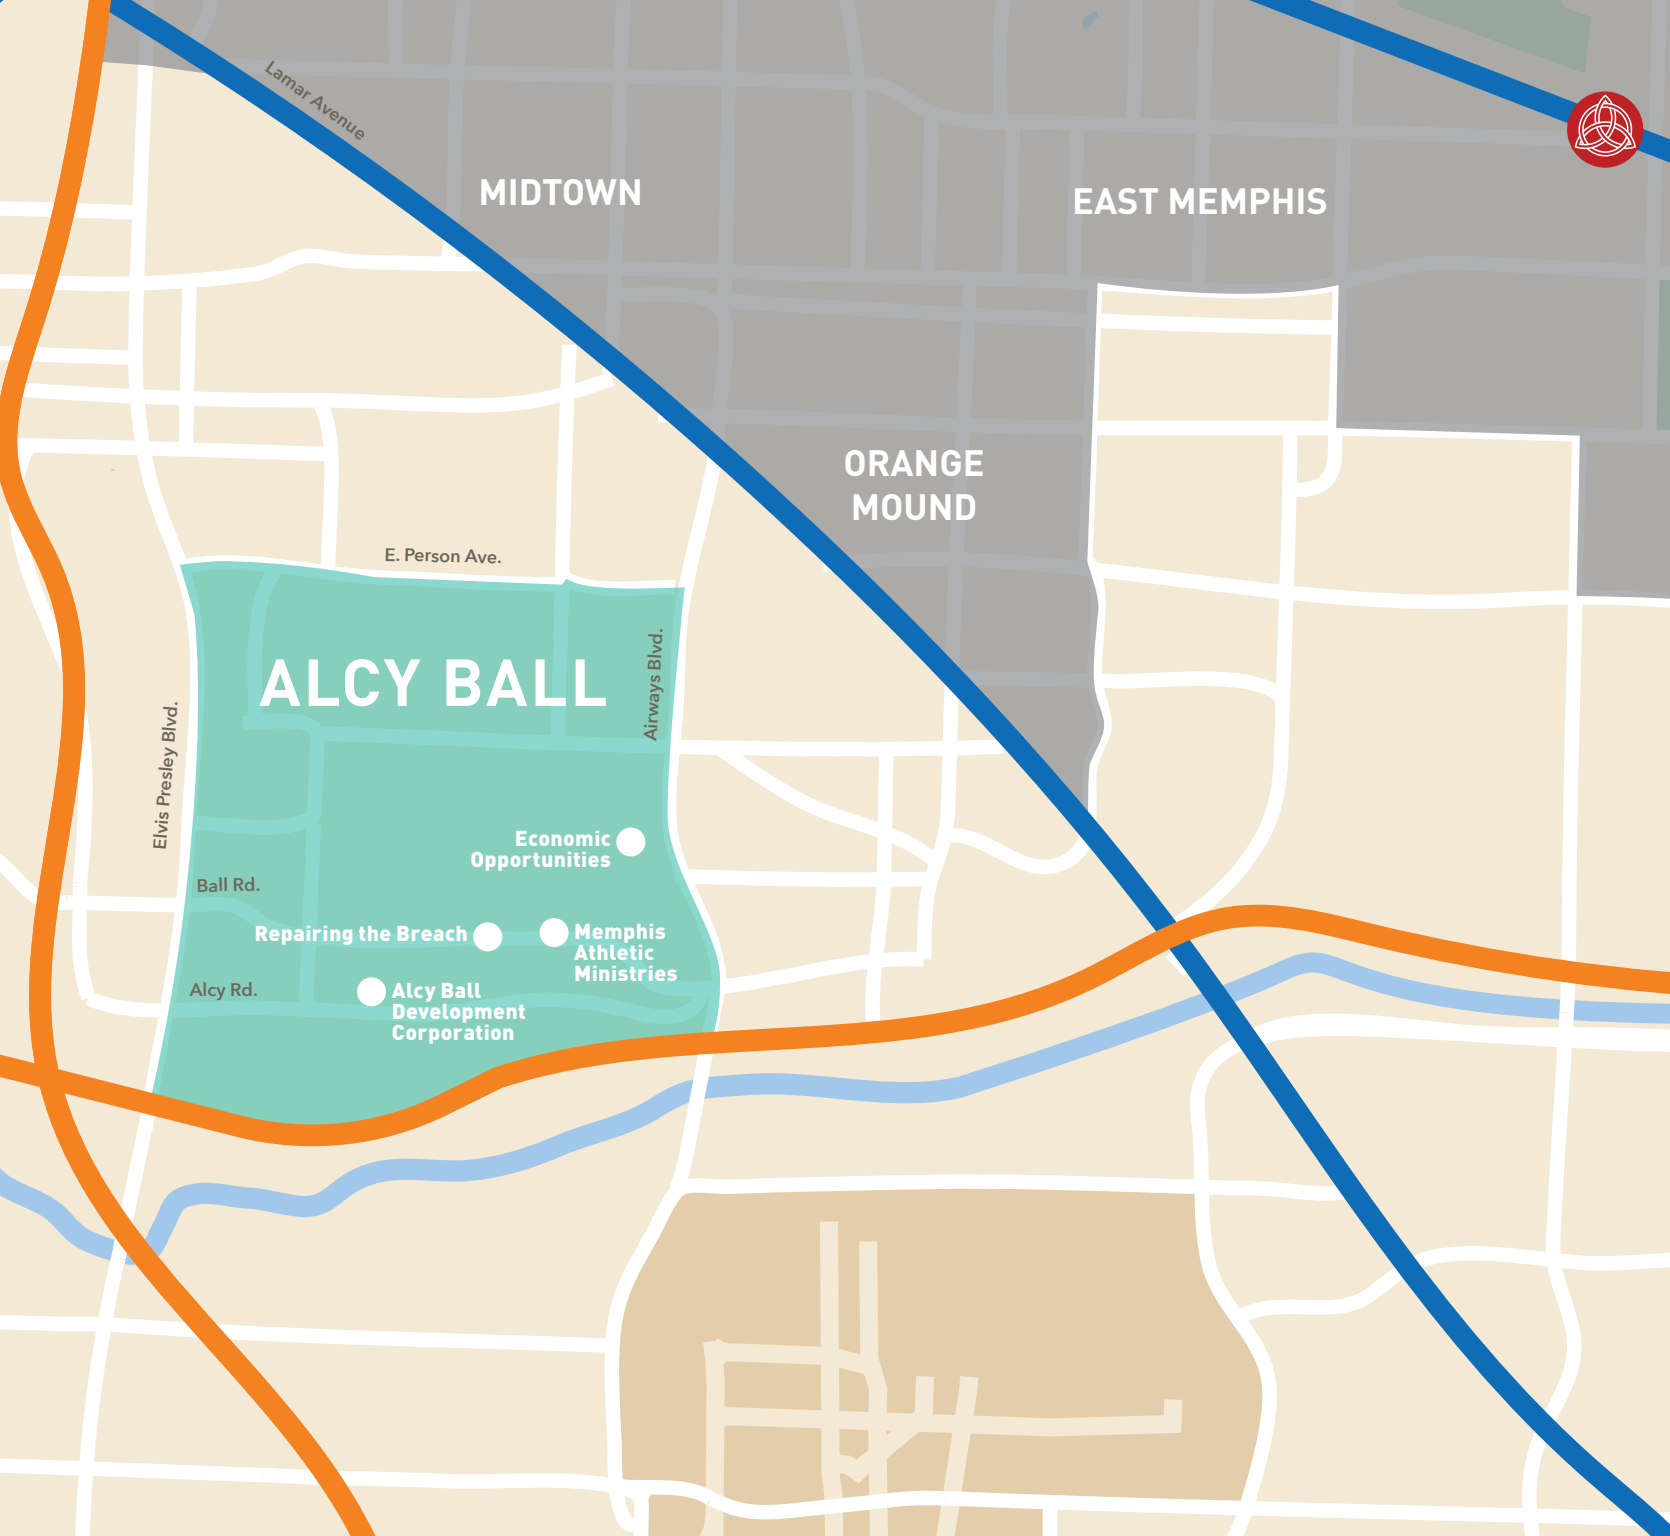 Lamar Avenue
MIDTOWN
EAST MEMPHIS
ORANGE
MOUND
E. Person Ave.
ALCY BALL
Airways Blvd.
Elvis Presley Blvd.
Economic
Opportunities
Ball Rd.
Repairing the Breach
Memphis
Athletic
Ministries
Alcy Rd.
Alcy Ball
Development
Corporation